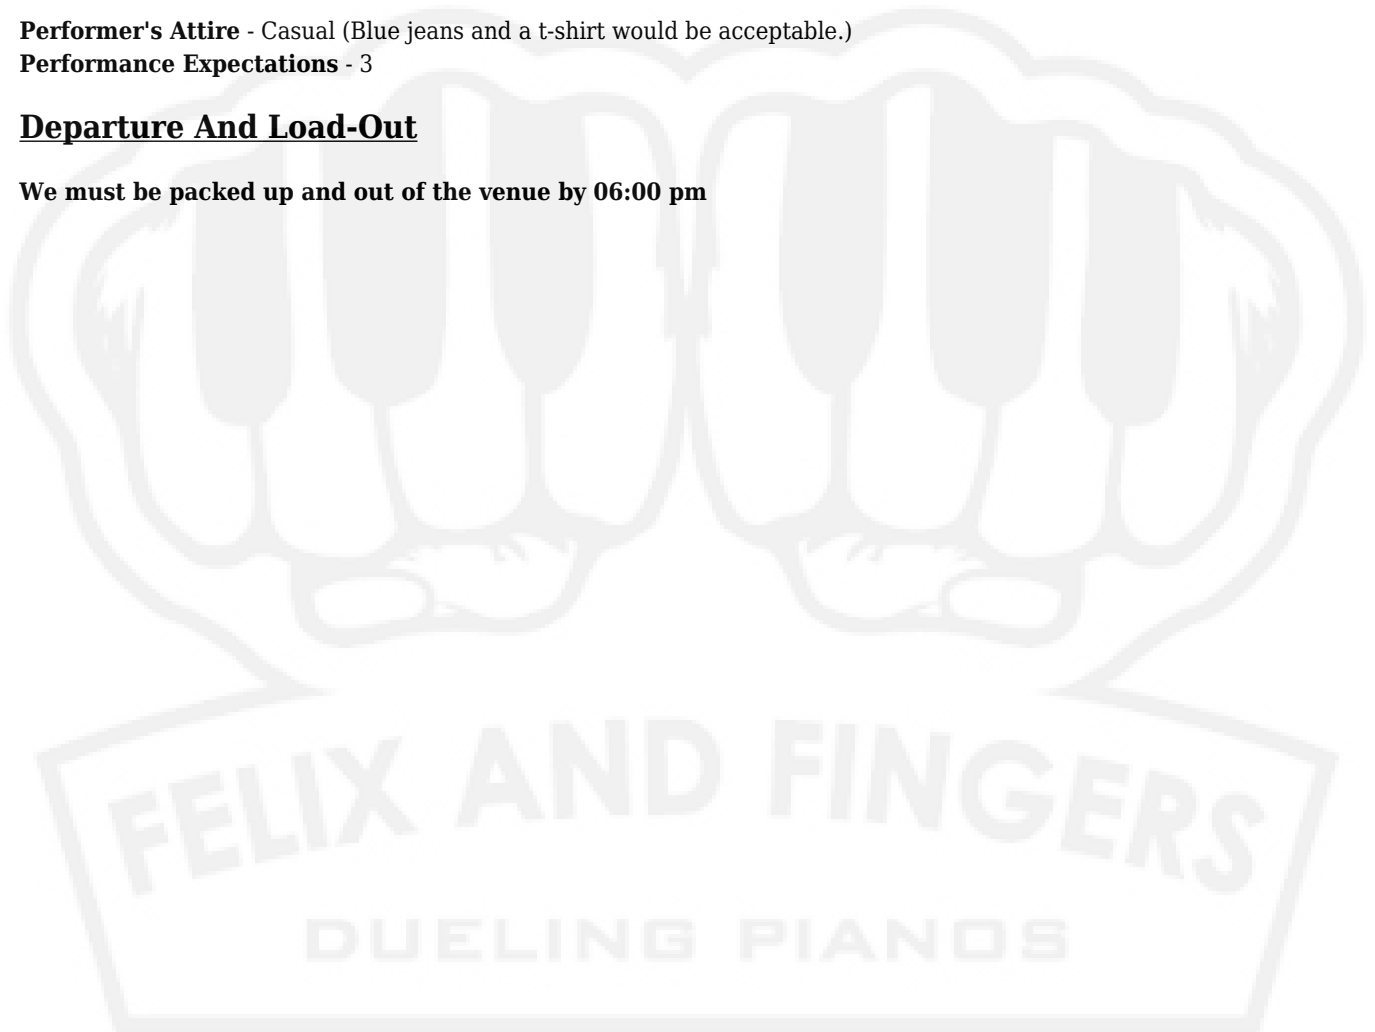 Performer's Attire - Casual (Blue jeans and a t-shirt would be acceptable.)
Performance Expectations - 3
Departure And Load-Out
We must be packed up and out of the venue by 06:00 pm
FELIX AND FINGERS
DUELING PIANOS